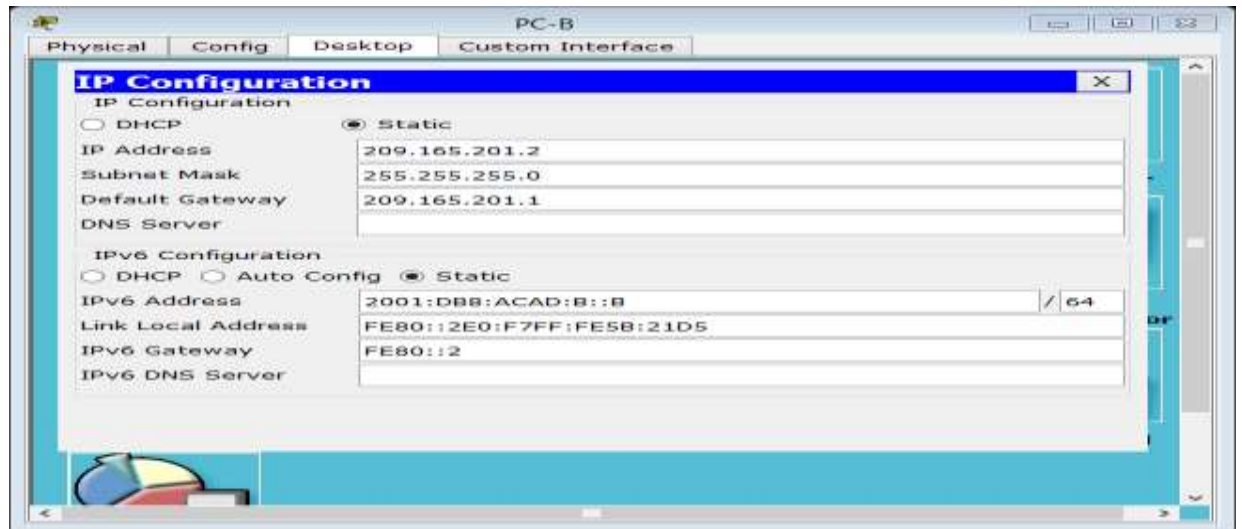 PC-B
Physical Config Desktop Custom Interface
IP Configuration
IP Configuration
DHCP Static
IP Address 209.165.201.2
Subnet Mask 255.255.255.0
Default Gateway 209.165.201.1
DNS Server
IPv6 Configuration
DHCP Auto Config Static
IPv6 Address 2001:DB8:ACAD:B::B / 64
Link Local Address FE80::2E0:F7FF:FE5B:21D5
IPv6 Gateway FE80::2
IPv6 DNS Server
or